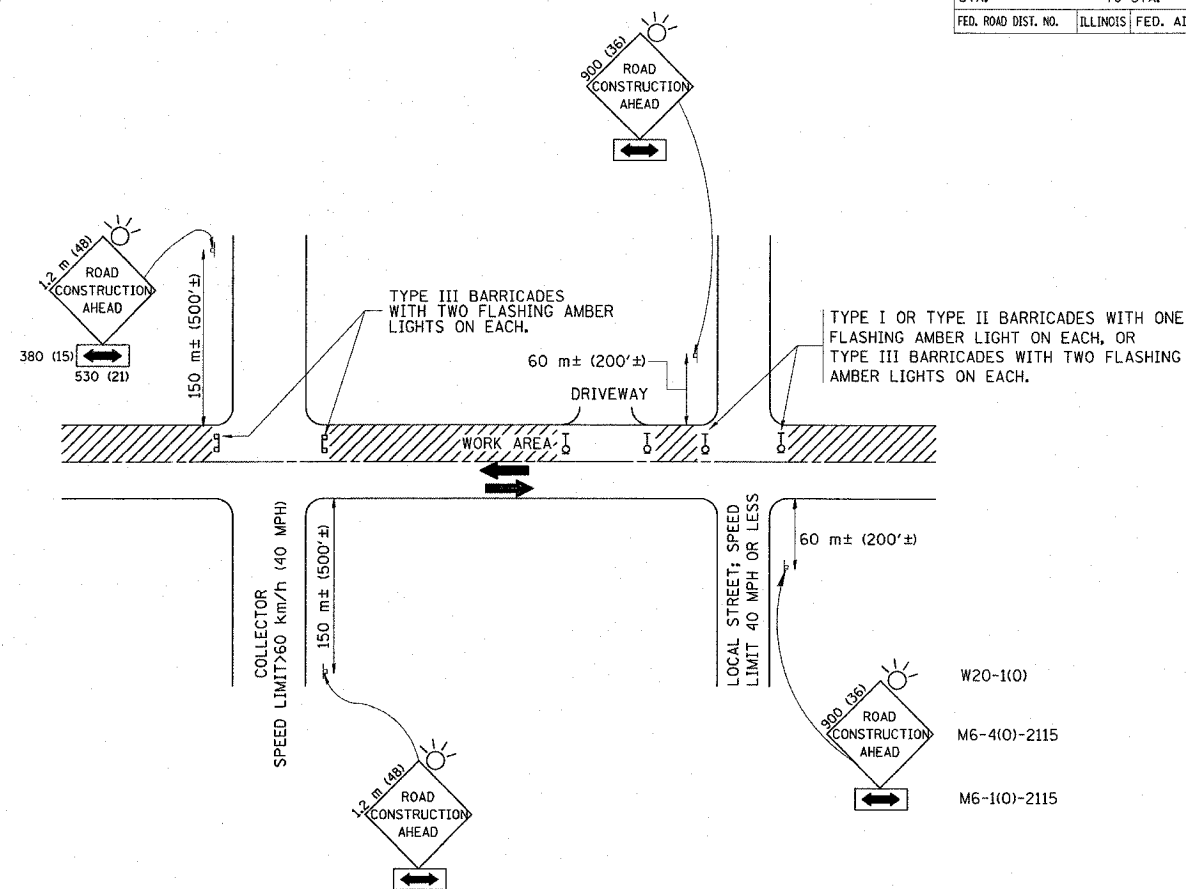 FED. ROAD DIST. NO. ILLINOIS FED. AI
900 (36)
ROAD
CONSTRUCTION
AHEAD
1.2 m (48)
ROAD
CONSTRUCTION
AHEAD
380 (15)
530 (21)
150 m± (500'±)
TYPE III BARRICADES
WITH TWO FLASHING AMBER
LIGHTS ON EACH.
60 m± (200'±)
DRIVEWAY
TYPE I OR TYPE II BARRICADES WITH ONE
FLASHING AMBER LIGHT ON EACH, OR
TYPE III BARRICADES WITH TWO FLASHING
AMBER LIGHTS ON EACH.
WORK AREA
COLLECTOR
SPEED LIMIT>60 km/h (40 MPH)
150 m± (500'±)
LOCAL STREET; SPEED
LIMIT 40 MPH OR LESS
60 m± (200'±)
1.2 m (48)
ROAD
CONSTRUCTION
AHEAD
900 (36)
ROAD
CONSTRUCTION
AHEAD
W20-1(O)
M6-4(O)-2115
M6-1(O)-2115